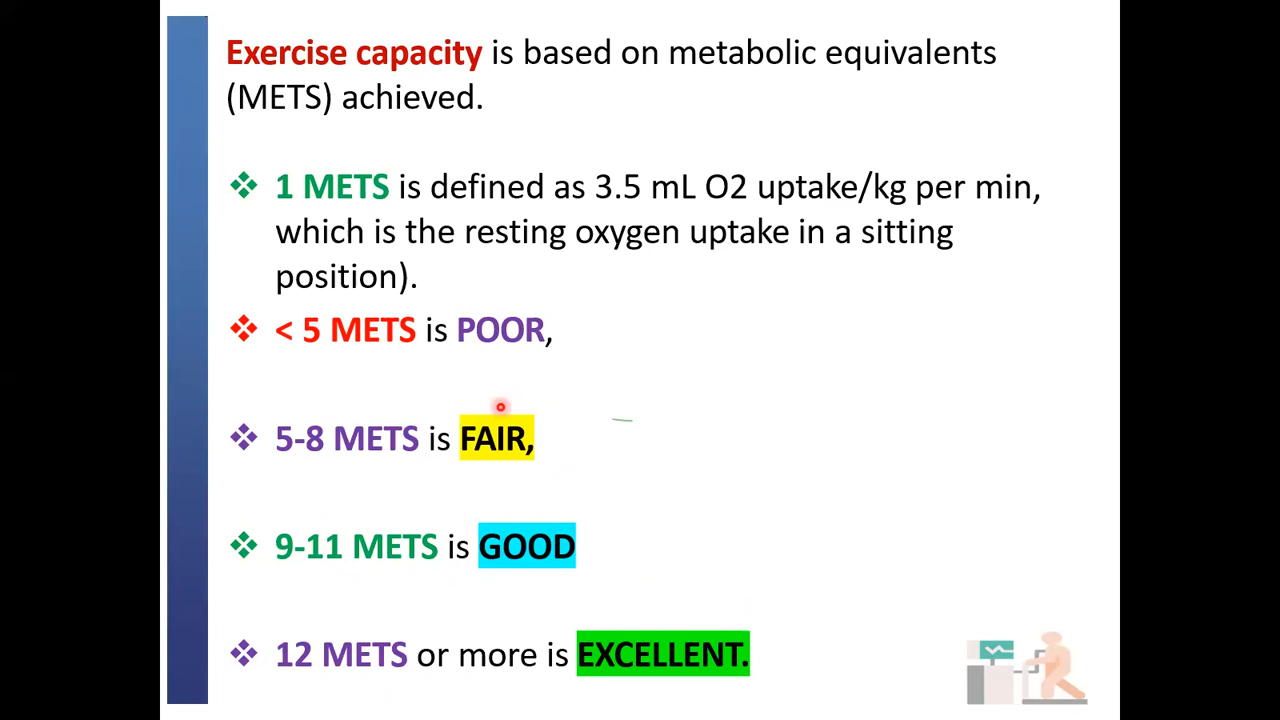 Exercise capacity is based on metabolic equivalents
(METS) achieved.
1 METS is defined as 3.5 mL O2 uptake/kg per min,
which is the resting oxygen uptake in a sitting
position).
< 5 METS is POOR,
5-8 METS is FAIR,
9-11 METS is GOOD
12 METS or more is EXCELLENT.